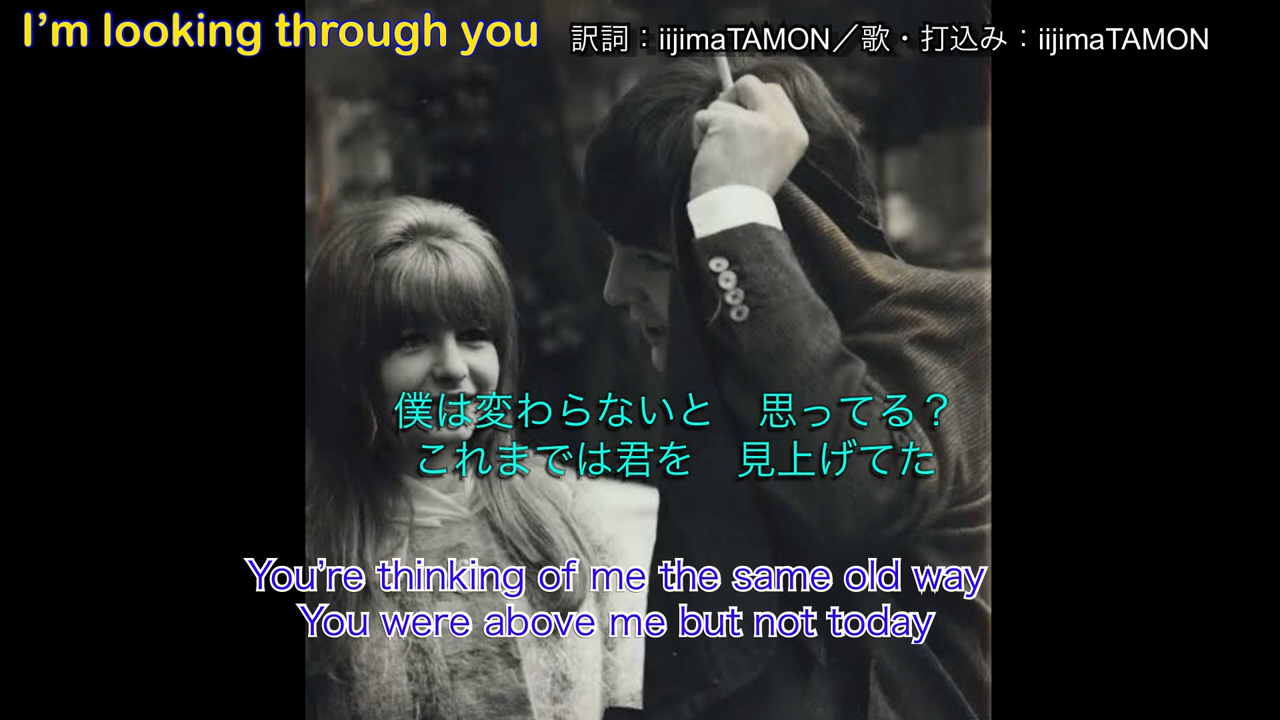 I'm looking through you
訳詞：iijimaTAMON／歌・打込み：iijimaTAMON
僕は変わらないと　思ってる？
これまでは君を　見上げてた
You're thinking of me the same old way
You were above me but not today